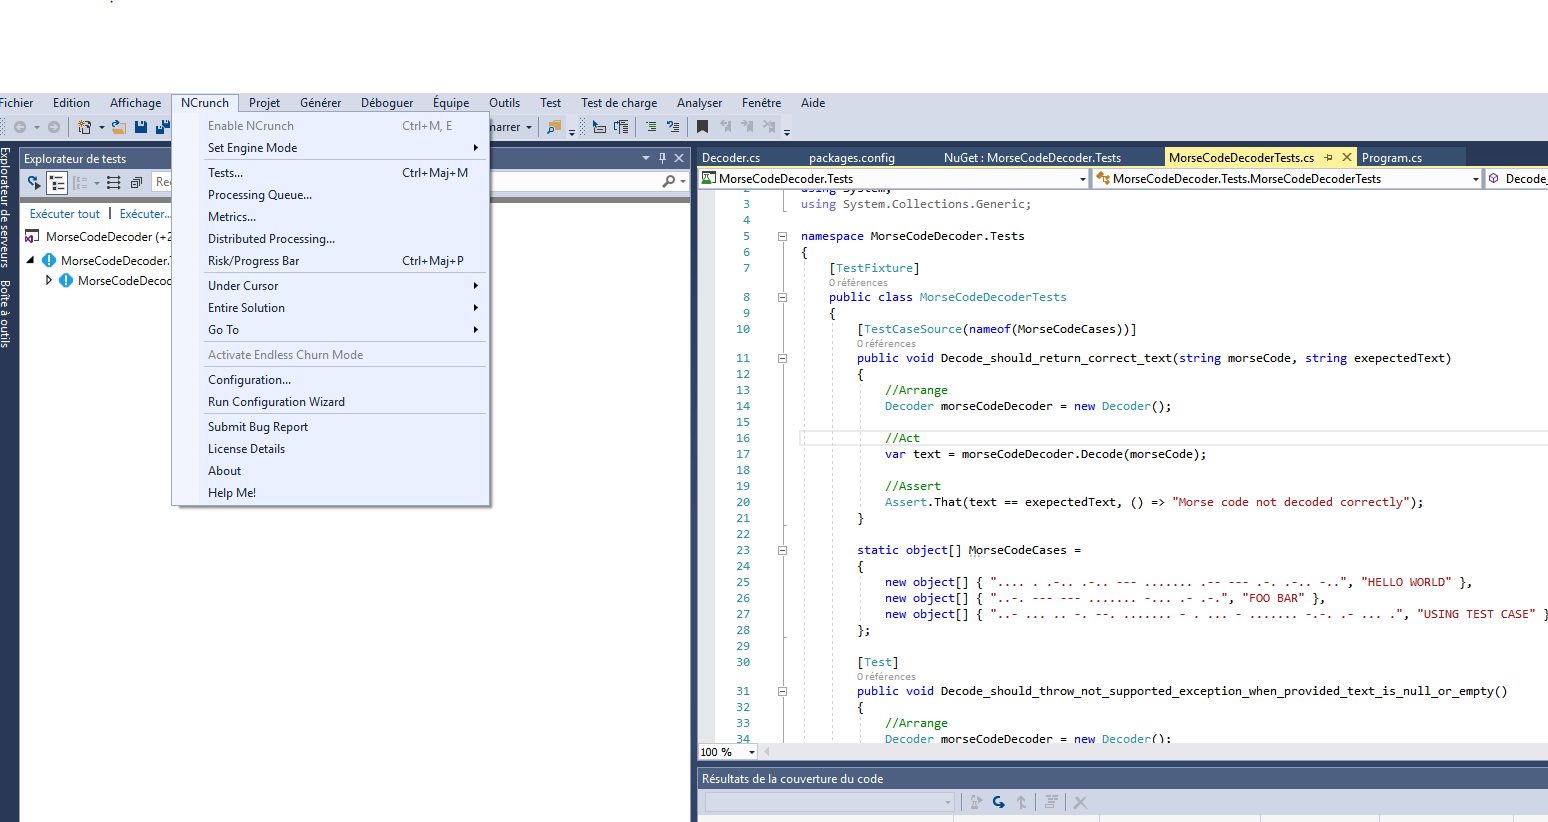 Fichier Edition Affichage NCrunch Projet Générer Déboguer Équipe Outils Test Test de charge Analyser Fenêtre Aide
marrer
Enable NCrunch Ctrl+M, E
Set Engine Mode
Tests... Ctrl+Maj+M
Processing Queue...
Metrics...
Distributed Processing...
Risk/Progress Bar Ctrl+Maj+P
Under Cursor
Entire Solution
Go To
Activate Endless Churn Mode
Configuration...
Run Configuration Wizard
Submit Bug Report
License Details
About
Help Me!
Explorateur de serveurs
Boîte à outils
Explorateur de tests
Rec
Exécuter tout | Exécuter...
MorseCodeDecoder (+2
MorseCodeDecoder.T
MorseCodeDecod
Decoder.cs packages.config NuGet : MorseCodeDecoder.Tests MorseCodeDecoderTests.cs Program.cs
MorseCodeDecoder.Tests MorseCodeDecoder.Tests.MorseCodeDecoderTests Decode_
2 using System;
3 using System.Collections.Generic;
4
5 namespace MorseCodeDecoder.Tests
6 {
7 [TestFixture]
0 références
8 public class MorseCodeDecoderTests
9 {
10 [TestCaseSource(nameof(MorseCodeCases))]
0 références
11 public void Decode_should_return_correct_text(string morseCode, string exepectedText)
12 {
13 //Arrange
14 Decoder morseCodeDecoder = new Decoder();
15
16 //Act
17 var text = morseCodeDecoder.Decode(morseCode);
18
19 //Assert
20 Assert.That(text == exepectedText, () => "Morse code not decoded correctly");
21 }
22
23 static object[] MorseCodeCases =
24 {
25 new object[] { ".... . .-.. .-.. --- ....... .-- --- .-. .-.. -..", "HELLO WORLD" },
26 new object[] { "..-. --- --- ....... -... .- .-.", "FOO BAR" },
27 new object[] { "..- ... .. -. --. ....... - . ... - ....... -.-. .- ... .", "USING TEST CASE" }
28 };
29
30 [Test]
0 références
31 public void Decode_should_throw_not_supported_exception_when_provided_text_is_null_or_empty()
32 {
33 //Arrange
34 Decoder morseCodeDecoder = new Decoder();
100 %
Résultats de la couverture du code